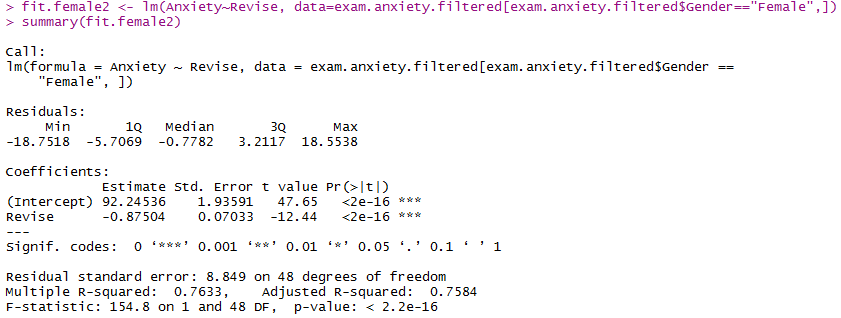 > fit.female2 <- lm(Anxiety~Revise, data=exam.anxiety.filtered[exam.anxiety.filtered$Gender=="Female",])
> summary(fit.female2)
Call:
lm(formula = Anxiety ~ Revise, data = exam.anxiety.filtered[exam.anxiety.filtered$Gender ==
    "Female", ])
Residuals:
     Min       1Q   Median       3Q      Max
-18.7518  -5.7069  -0.7782   3.2117  18.5538
Coefficients:
            Estimate Std. Error t value Pr(>|t|)
(Intercept) 92.24536    1.93591   47.65   <2e-16 ***
Revise      -0.87504    0.07033  -12.44   <2e-16 ***
---
Signif. codes:  0 ‘***’ 0.001 ‘**’ 0.01 ‘*’ 0.05 ‘.’ 0.1 ‘ ’ 1
Residual standard error: 8.849 on 48 degrees of freedom
Multiple R-squared:  0.7633,    Adjusted R-squared:  0.7584
F-statistic: 154.8 on 1 and 48 DF,  p-value: < 2.2e-16